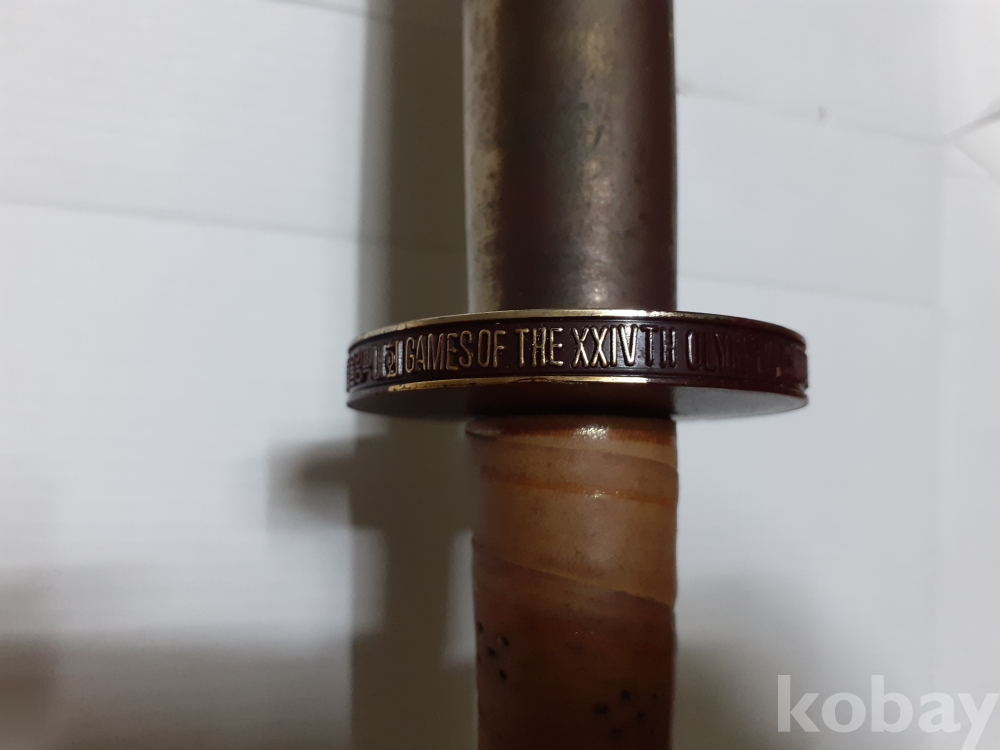 GAMES OF THE XXIVTH
kobay